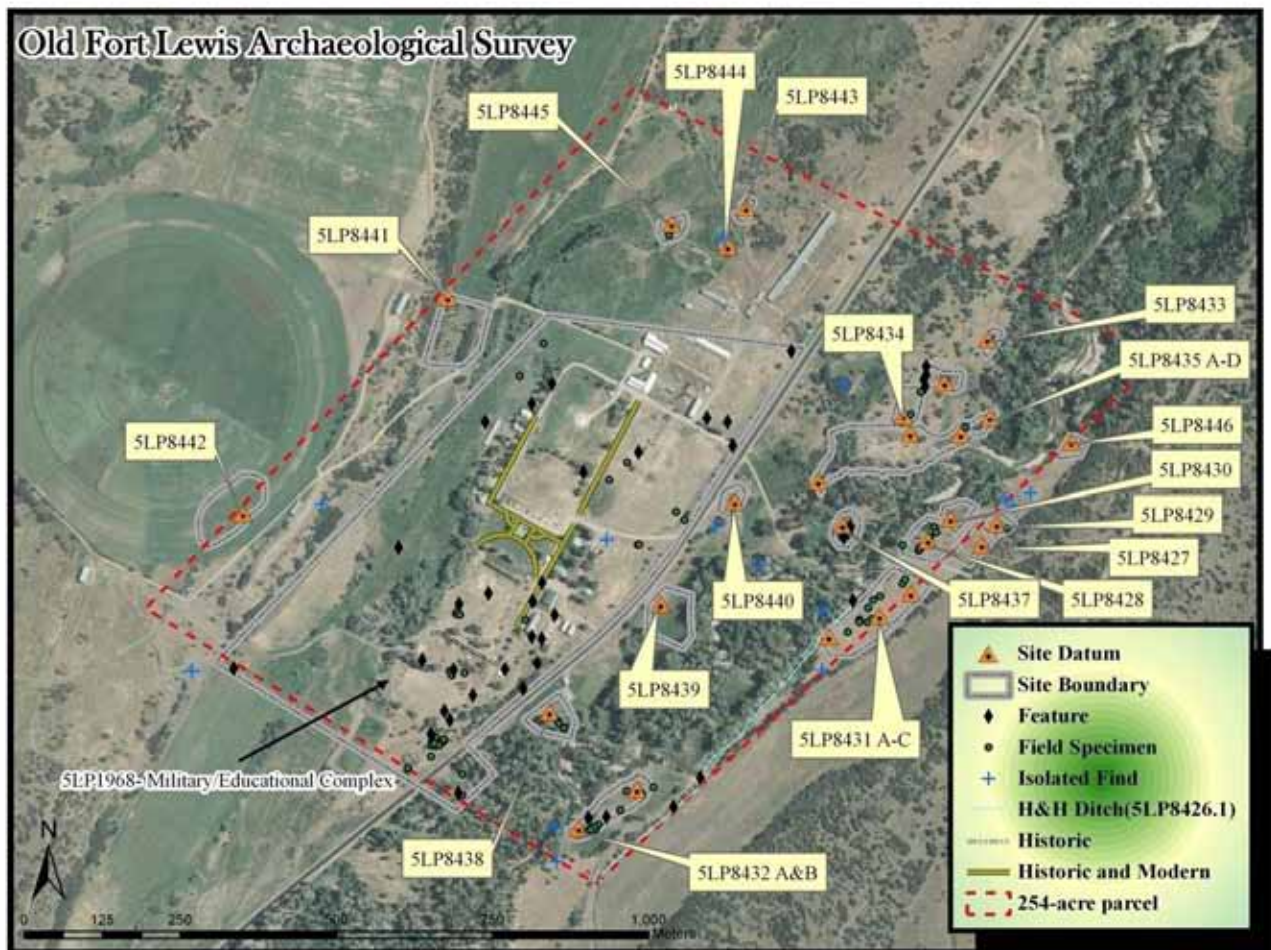 Old Fort Lewis Archaeological Survey
5LP8444
5LP8443
5LP8445
5LP8441
5LP8433
5LP8434
5LP8435 A-D
5LP8442
5LP8446
5LP8430
5LP8429
5LP8427
5LP8440
5LP8437
5LP8428
5LP8439
5LP8431 A-C
5LP1968- Military/Educational Complex
5LP8438
5LP8432 A&B
N
0 125 250 500 750 1,000
Meters
Site Datum
Site Boundary
Feature
Field Specimen
Isolated Find
H&H Ditch(5LP8426.1)
Historic
Historic and Modern
254-acre parcel